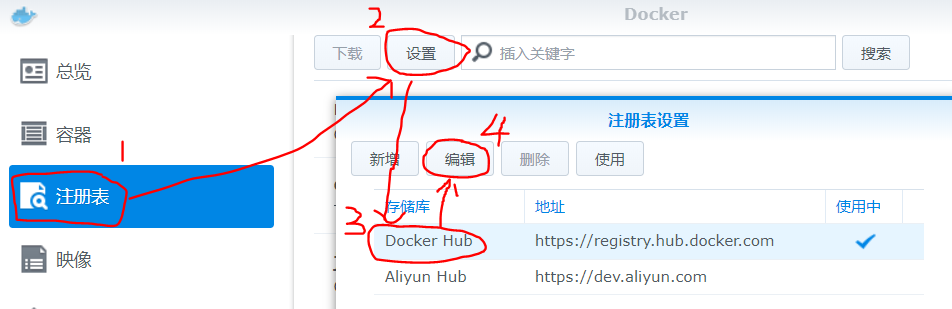 Docker
2
下载 设置 插入关键字 搜索
总览
注册表设置
4
容器
新增 编辑 删除 使用
1
注册表
存储库 地址 使用中
3
Docker Hub https://registry.hub.docker.com
映像
Aliyun Hub https://dev.aliyun.com